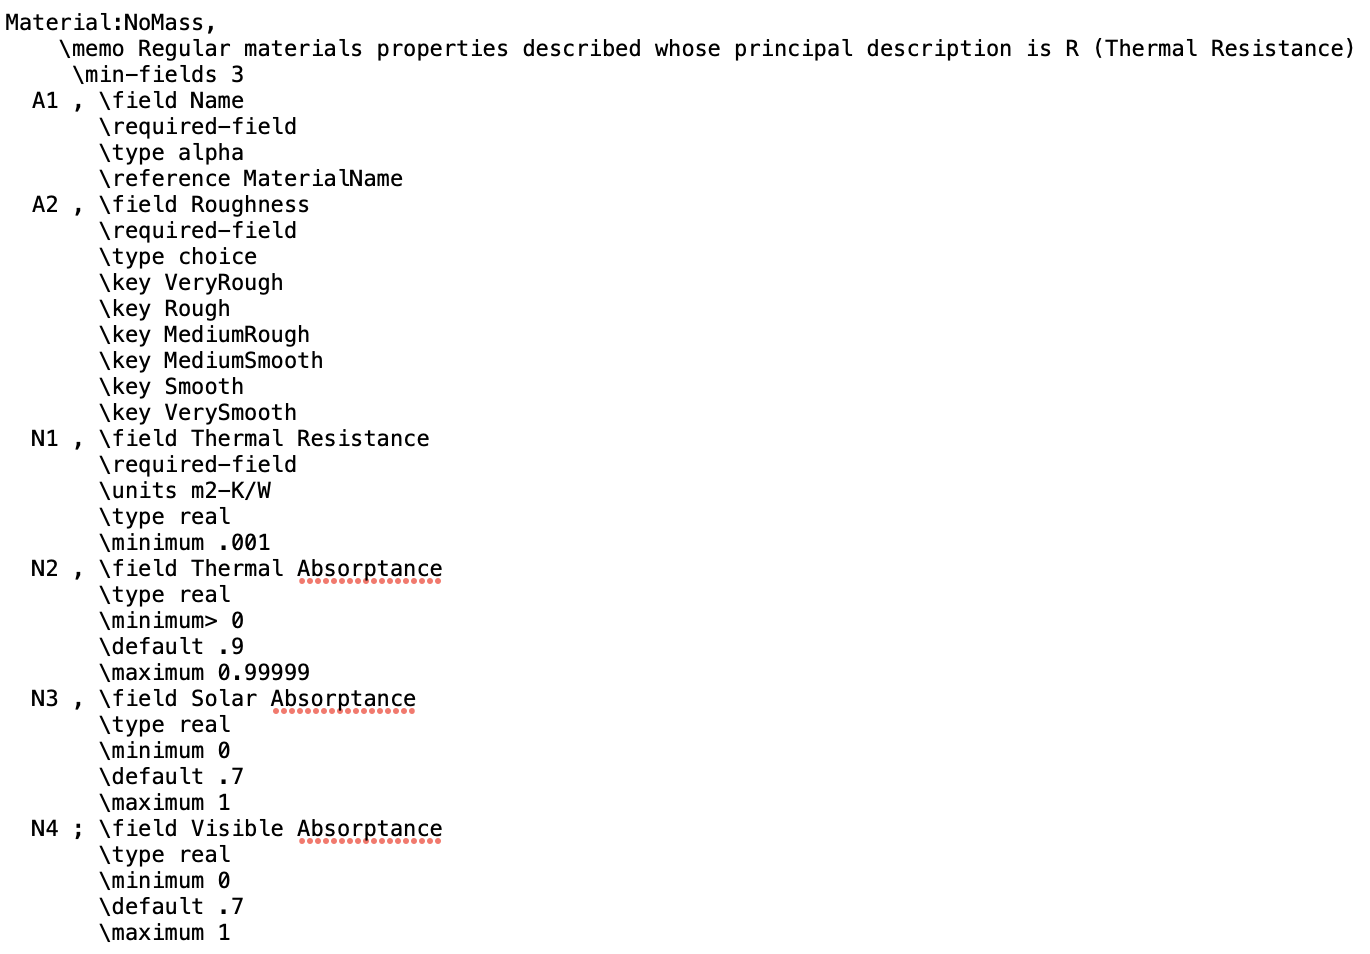 Material:NoMass,
\memo Regular materials properties described whose principal description is R (Thermal Resistance)
\min-fields 3
A1 , \field Name
\required-field
\type alpha
\reference MaterialName
A2 , \field Roughness
\required-field
\type choice
\key VeryRough
\key Rough
\key MediumRough
\key MediumSmooth
\key Smooth
\key VerySmooth
N1 , \field Thermal Resistance
\required-field
\units m2-K/W
\type real
\minimum .001
N2 , \field Thermal Absorptance
\type real
\minimum> 0
\default .9
\maximum 0.99999
N3 , \field Solar Absorptance
\type real
\minimum 0
\default .7
\maximum 1
N4 ; \field Visible Absorptance
\type real
\minimum 0
\default .7
\maximum 1